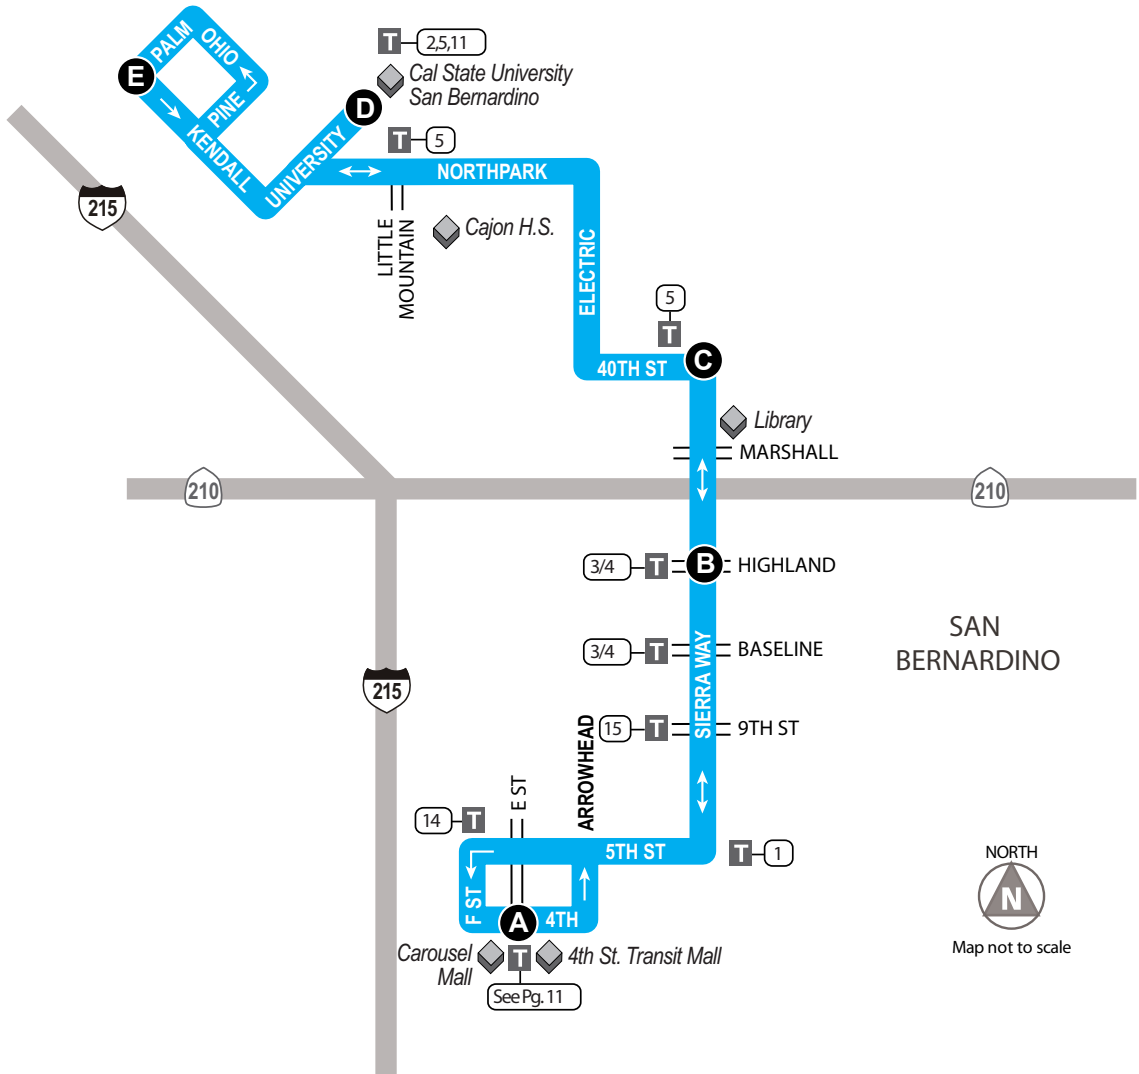 PALM
OHIO
T
2,5,11
Cal State University
San Bernardino
E
D
PINE
KENDALL
UNIVERSITY
T
5
NORTHPARK
215
LITTLE
MOUNTAIN
Cajon H.S.
ELECTRIC
5
T
C
40TH ST
Library
MARSHALL
210
210
3/4
T
B
HIGHLAND
SAN
BERNARDINO
3/4
T
BASELINE
SIERRA WAY
215
15
T
9TH ST
ARROWHEAD
E ST
14
T
5TH ST
T
1
NORTH
N
Map not to scale
F ST
A
4TH
Carousel
Mall
T
4th St. Transit Mall
See Pg. 11